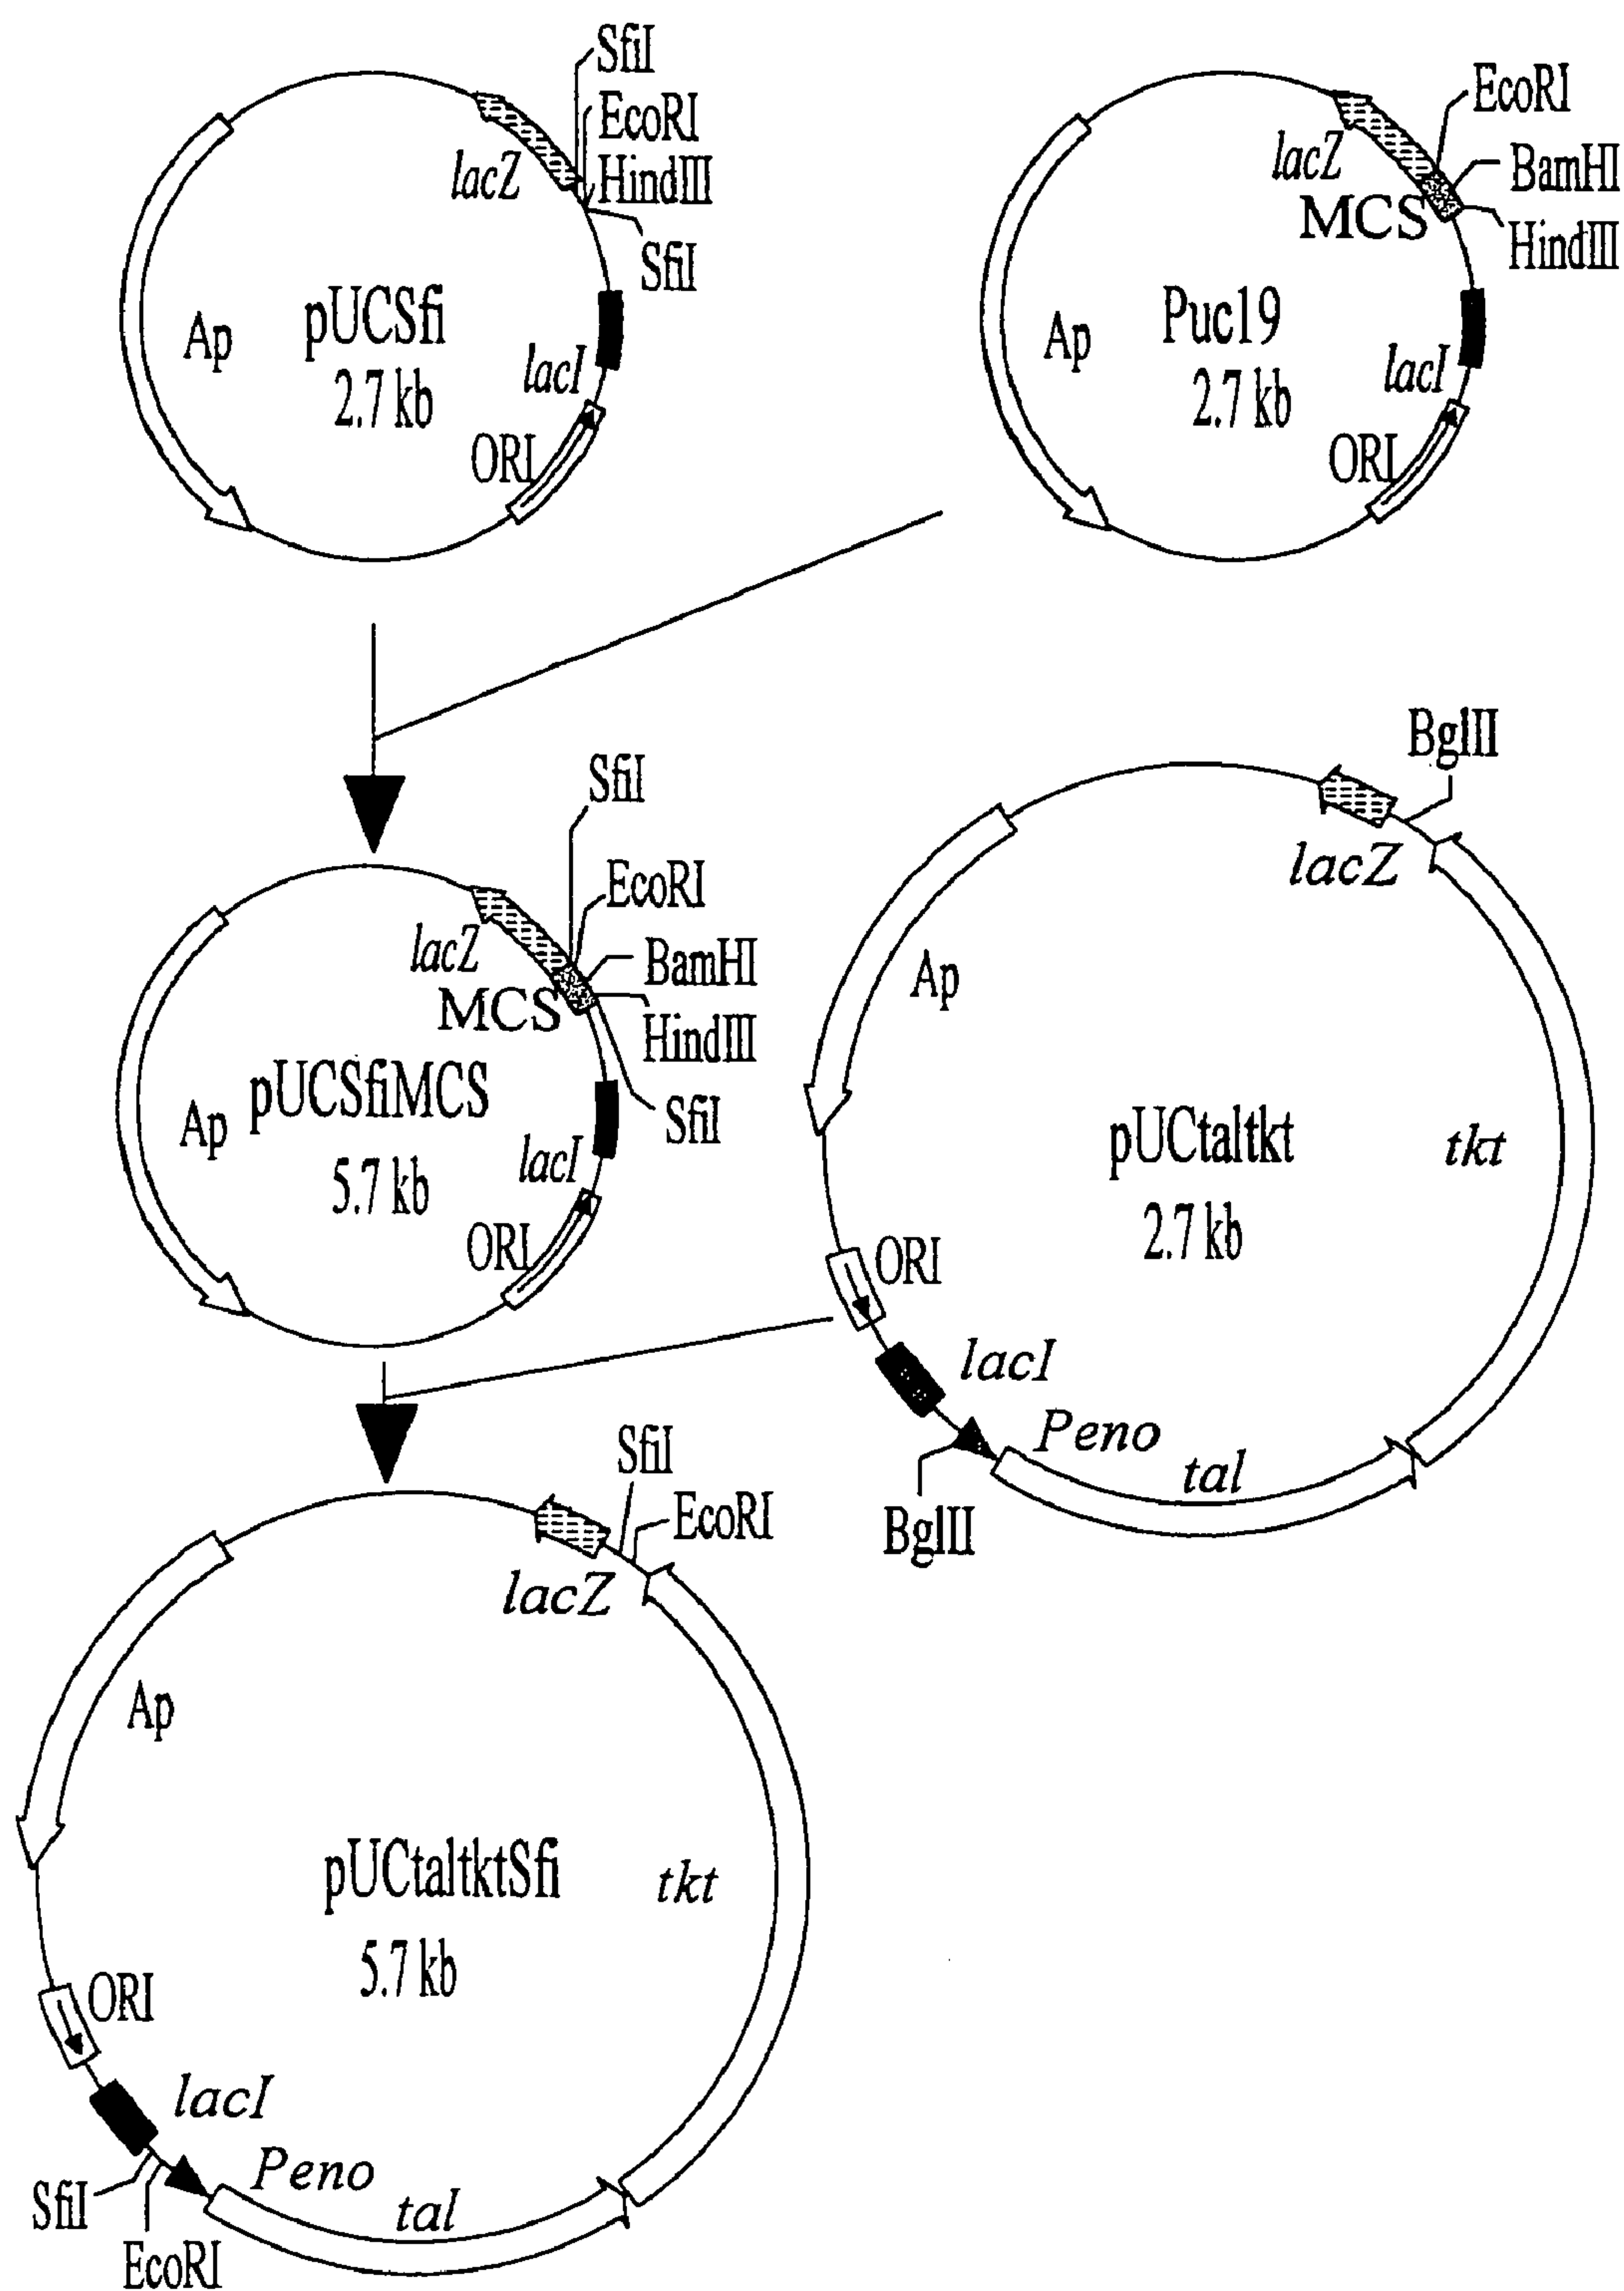 SfiI
EcoRI
lacZ
HindIII
SfiI
pUCSfi
Ap
lacI
2.7 kb
ORI
EcoRI
lacZ
BamHI
MCS
HindIII
Puc19
Ap
lacI
2.7 kb
ORI
SfiI
EcoRI
lacZ
BamHI
MCS
HindIII
pUCSfiMCS
SfiI
Ap
lacI
5.7 kb
ORI
BglII
lacZ
Ap
pUCtaltkt
tkt
2.7 kb
ORI
lacI
Peno
tal
BglII
SfiI
EcoRI
lacZ
Ap
pUCtaltktSfi
tkt
5.7 kb
ORI
lacI
Peno
SfiI
tal
EcoRI